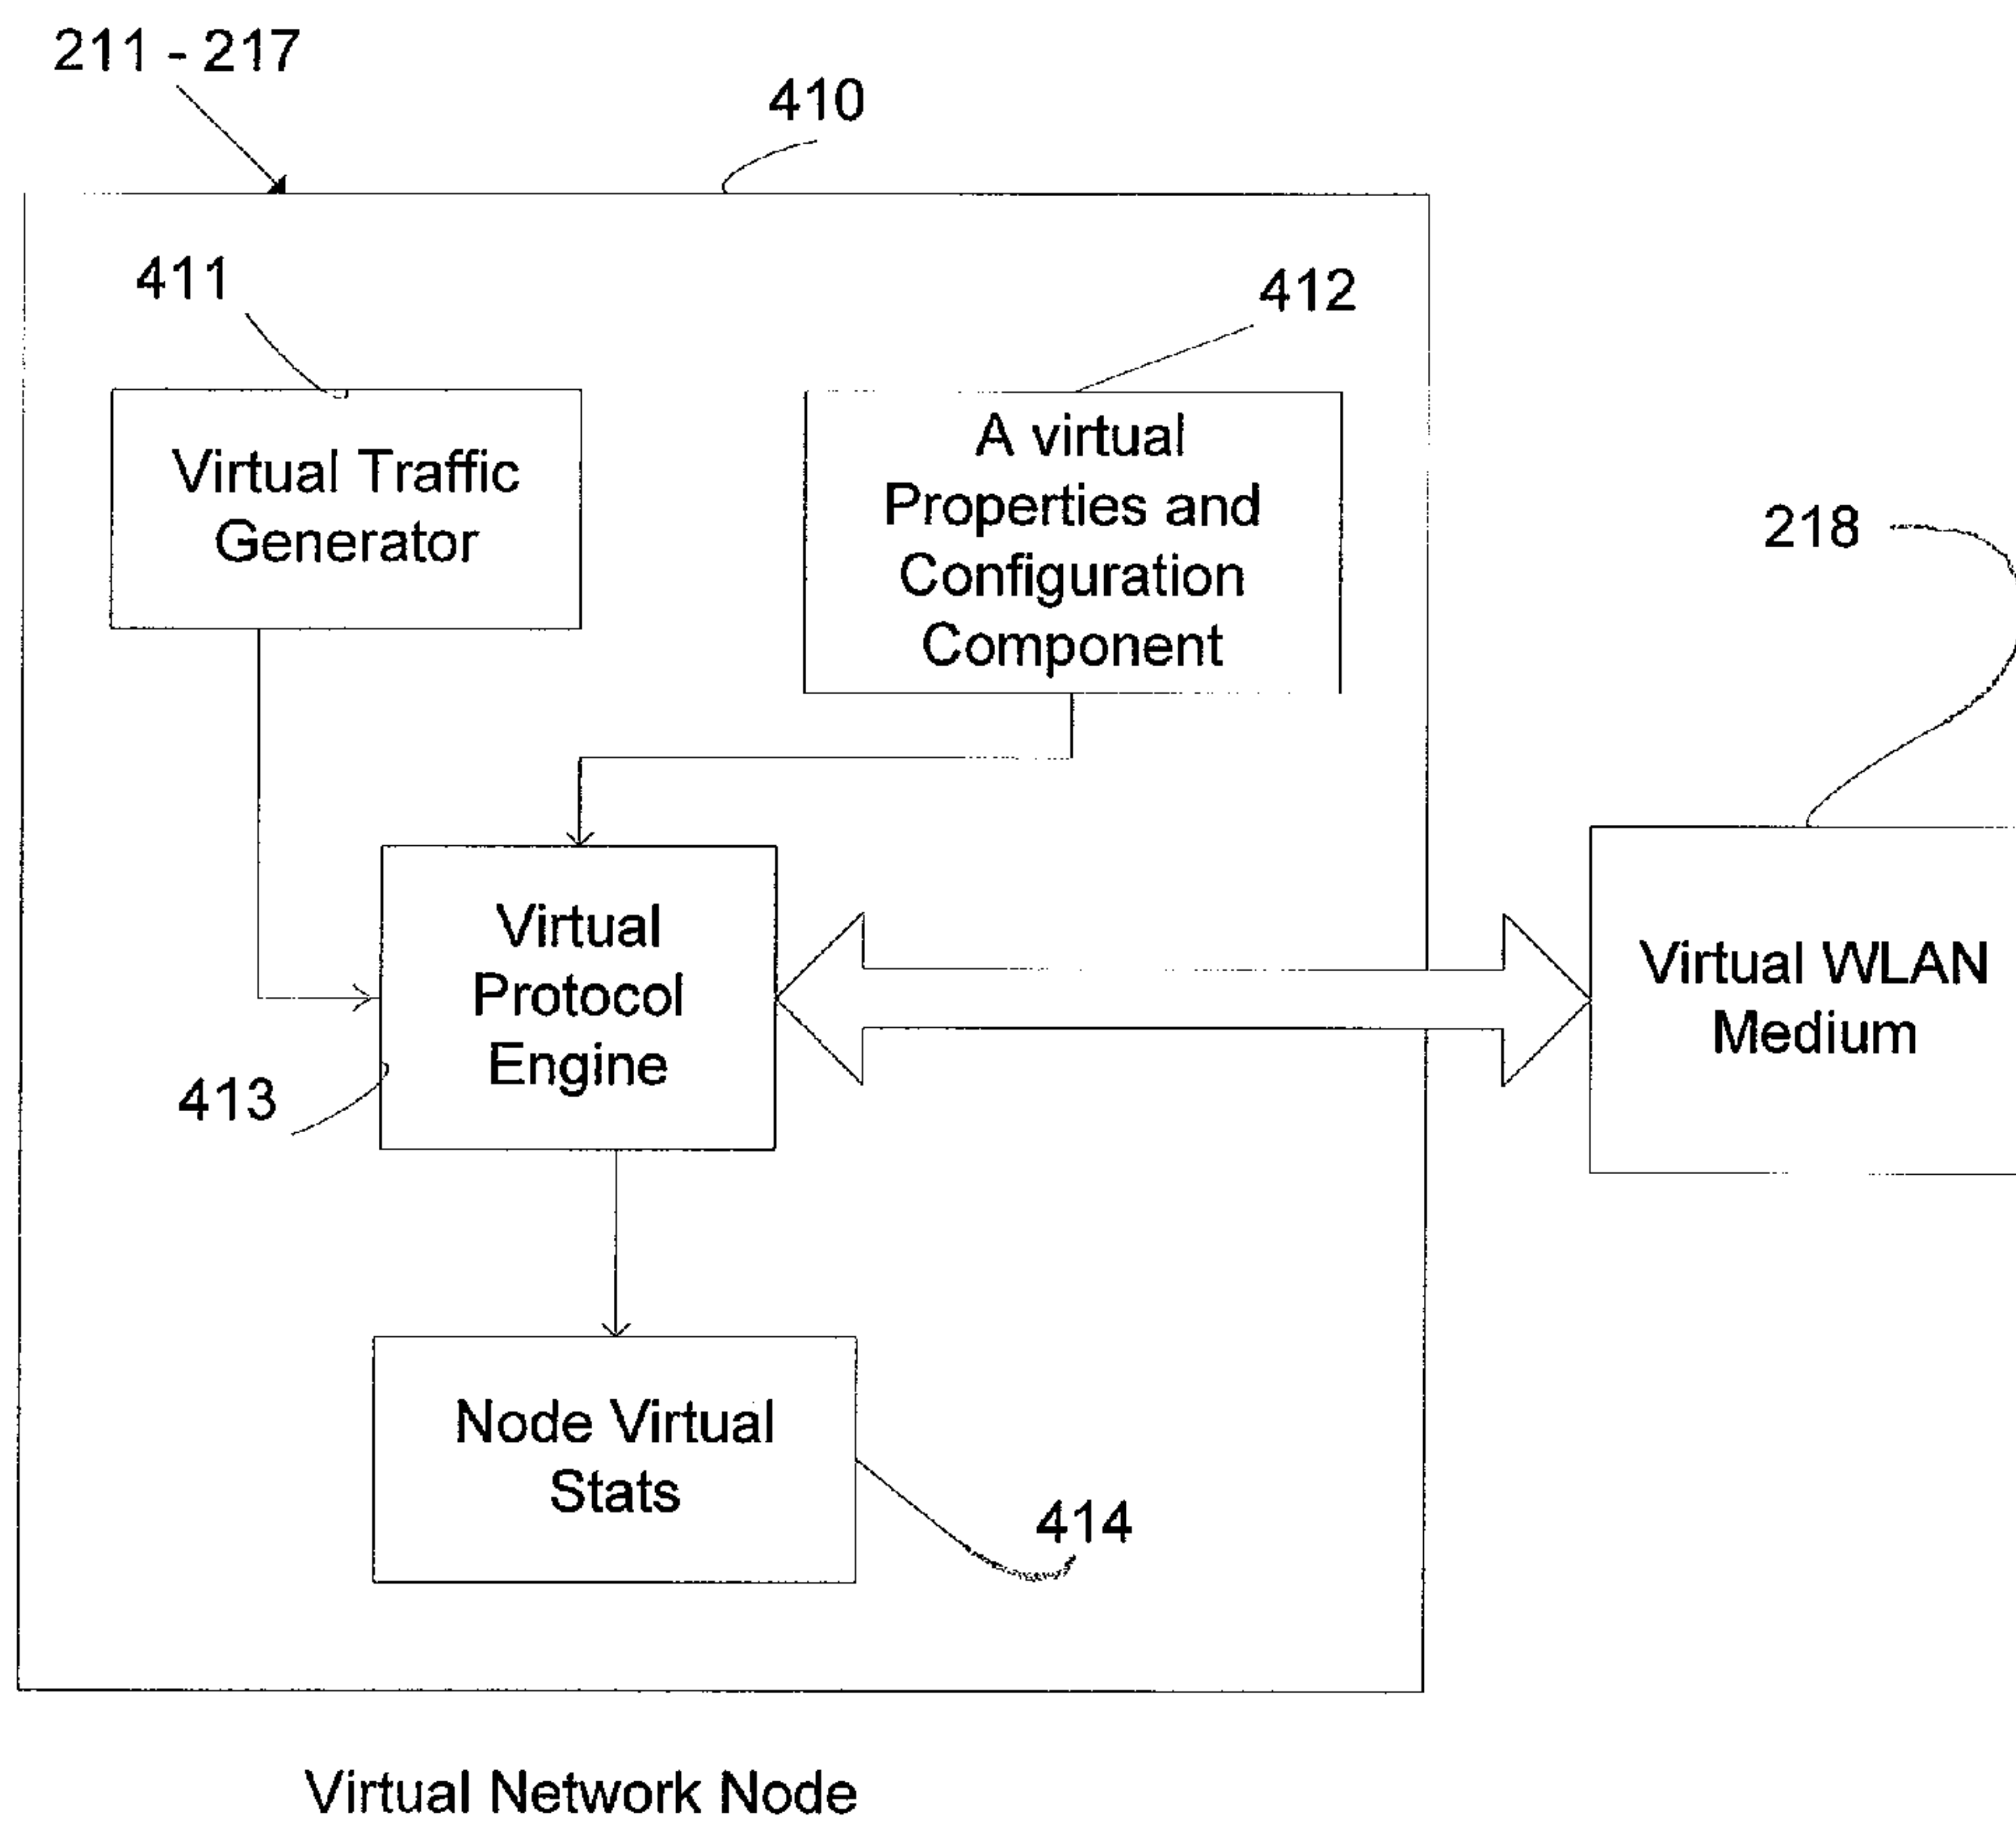 211 - 217
410
411
412
Virtual Traffic
Generator
A virtual
Properties and
Configuration
Component
218
Virtual
Protocol
Engine
Virtual WLAN
Medium
413
Node Virtual
Stats
414
Virtual Network Node